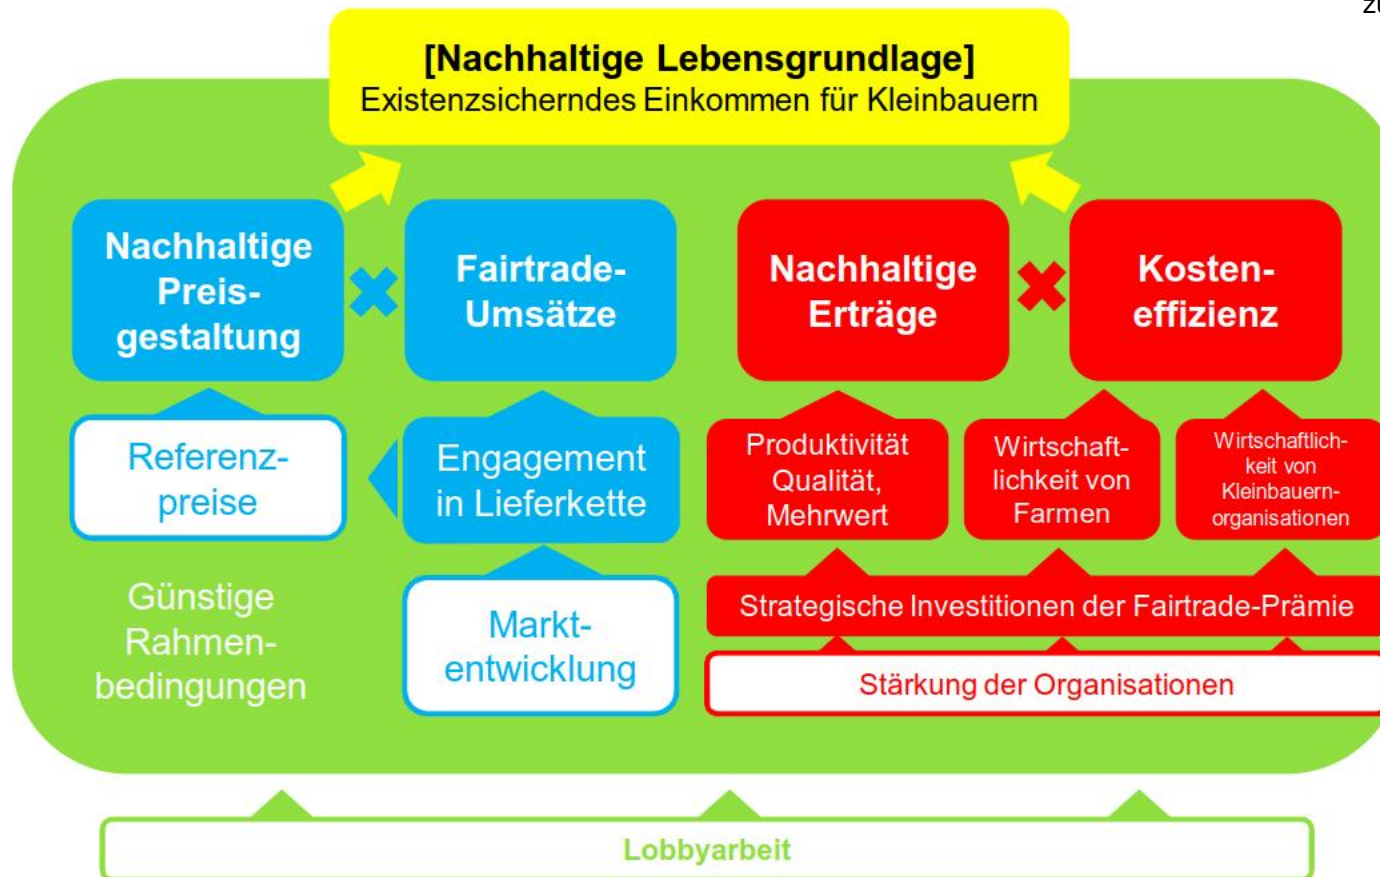 zu
[Nachhaltige Lebensgrundlage]
Existenzsicherndes Einkommen für Kleinbauern
Nachhaltige
Preis-
gestaltung
Fairtrade-
Umsätze
Nachhaltige
Erträge
Kosten-
effizienz
Referenz-
preise
Engagement
in Lieferkette
Produktivität
Qualität,
Mehrwert
Wirtschaft-
lichkeit von
Farmen
Wirtschaftlich-
keit von
Kleinbauern-
organisationen
Günstige
Rahmen-
bedingungen
Markt-
entwicklung
Strategische Investitionen der Fairtrade-Prämie
Stärkung der Organisationen
Lobbyarbeit